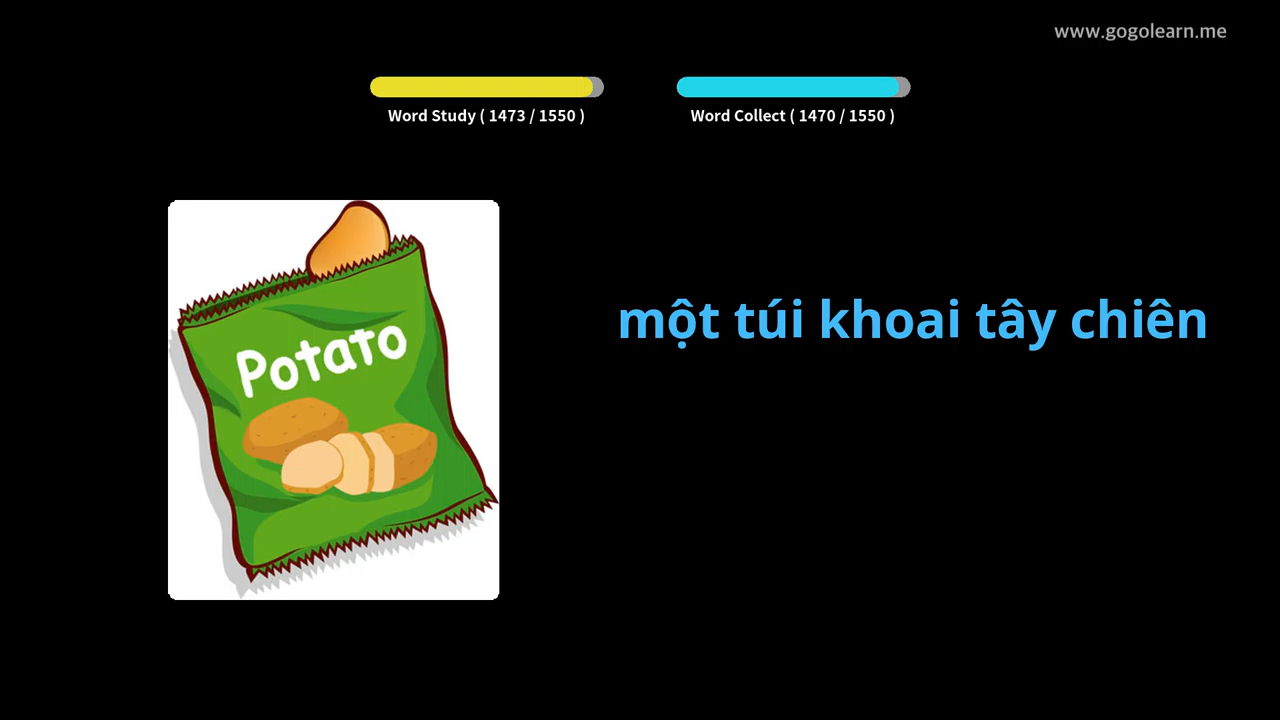 www.gogolearn.me
Word Study ( 1473 / 1550 )
Word Collect ( 1470 / 1550 )
Potato
một túi khoai tây chiên